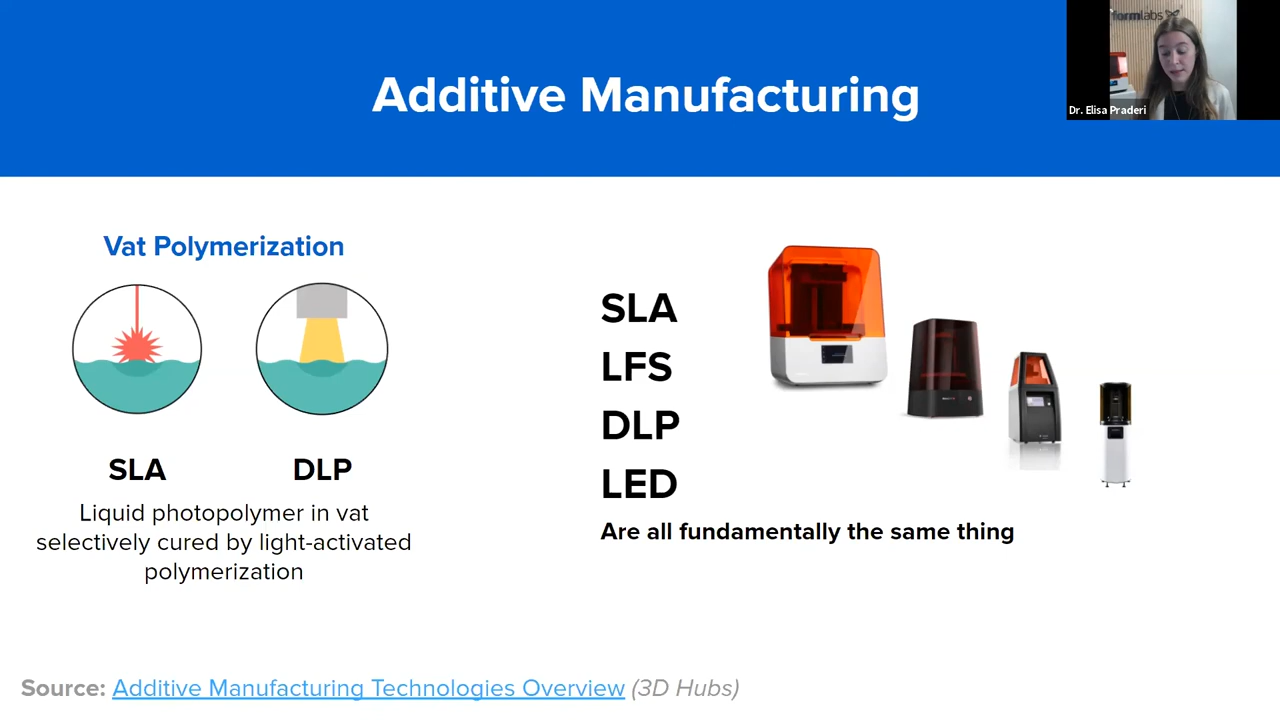 Additive Manufacturing
formlabs
Dr. Elisa Praderi
Vat Polymerization
SLA
DLP
Liquid photopolymer in vat
selectively cured by light-activated
polymerization
SLA
LFS
DLP
LED
Are all fundamentally the same thing
Source: Additive Manufacturing Technologies Overview (3D Hubs)